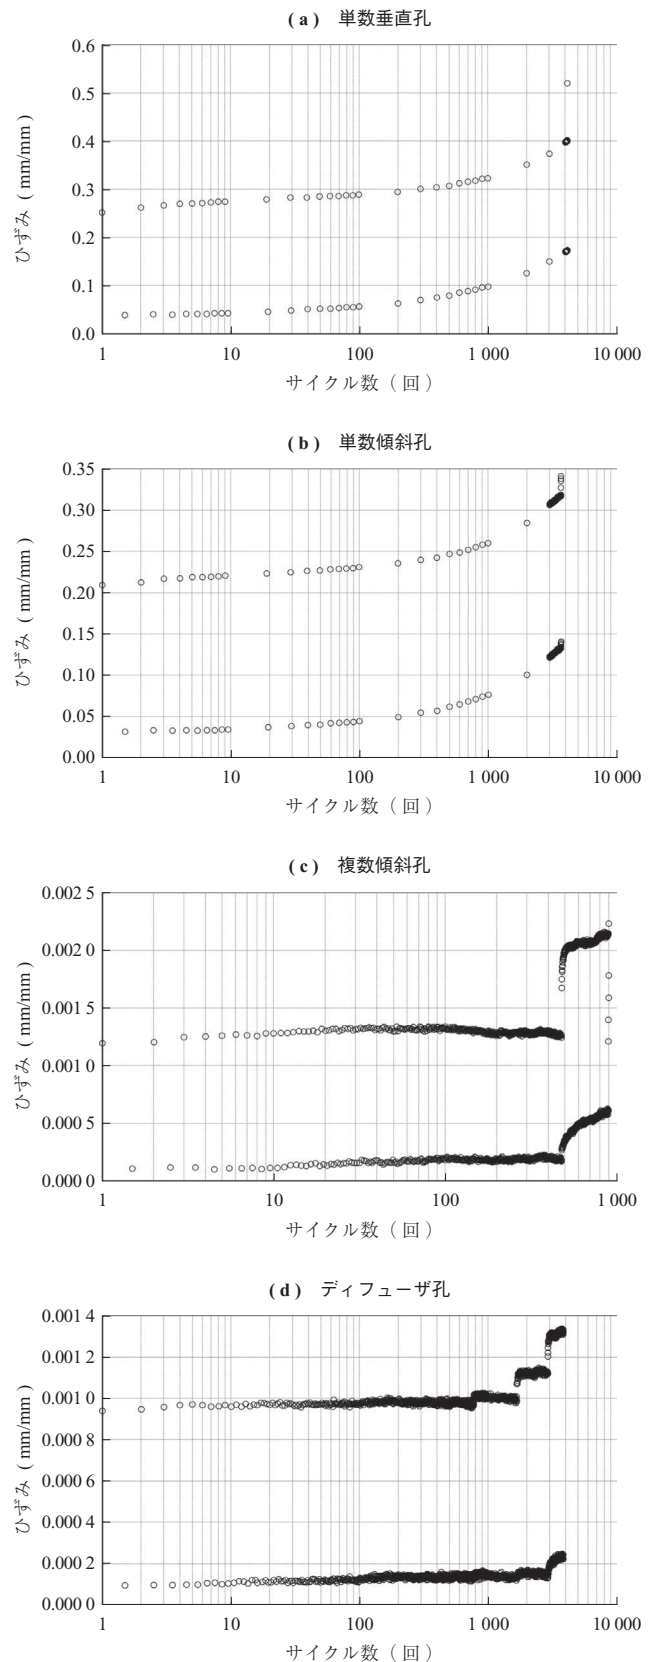 ( a ) 単数垂直孔
0.6
0.5
0.4
0.3
0.2
0.1
0.0
ひずみ ( mm/mm )
1 10 100 1 000 10 000
サイクル数 ( 回 )
( b ) 単数傾斜孔
0.35
0.30
0.25
0.20
0.15
0.10
0.05
0.00
ひずみ ( mm/mm )
1 10 100 1 000 10 000
サイクル数 ( 回 )
( c ) 複数傾斜孔
0.002 5
0.002 0
0.001 5
0.001 0
0.000 5
0.000 0
ひずみ ( mm/mm )
1 10 100 1 000
サイクル数 ( 回 )
( d ) ディフューザ孔
0.001 4
0.001 2
0.001 0
0.000 8
0.000 6
0.000 4
0.000 2
0.000 0
ひずみ ( mm/mm )
1 10 100 1 000 10 000
サイクル数 ( 回 )